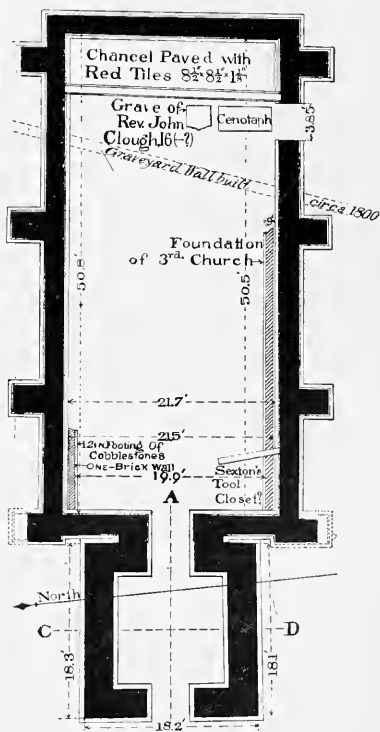 Chancel Paved with
Red Tiles 8½"×8½"×1⅛"
Grave of
Rev. John
Clough, 16(-?)
Cenotaph
3.85'
Graveyard Wall built
circa 1800
Foundation
of 3rd. Church
50.8'
50.5'
21.7'
21.5'
12 IN Footing Of
Cobblestones
ONE-BRICK WALL
19.9'
Sexton's
Tool
Closet?
A
North
C
D
18.3'
18.1'
18.2'